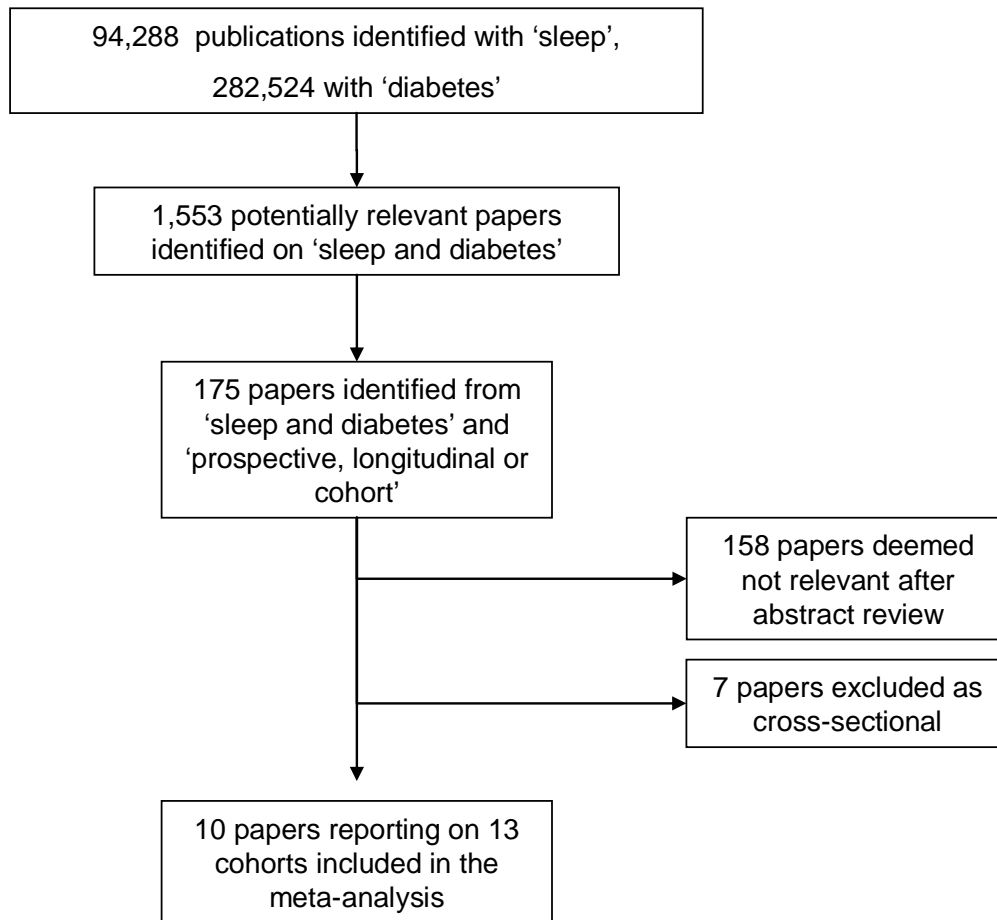 94,288  publications identified with ‘sleep’,
282,524 with ‘diabetes’
1,553 potentially relevant papers
identified on ‘sleep and diabetes’
175 papers identified from
‘sleep and diabetes’ and
‘prospective, longitudinal or
cohort’
158 papers deemed
not relevant after
abstract review
7 papers excluded as
cross-sectional
10 papers reporting on 13
cohorts included in the
meta-analysis